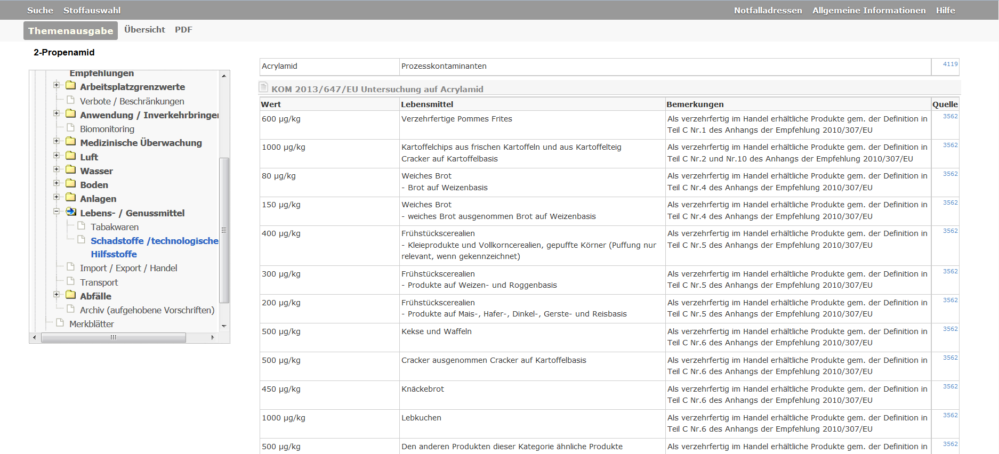 Suche Stoffauswahl Notfalladressen Allgemeine Informationen Hilfe
Themenausgabe Übersicht PDF
2-Propenamid
Empfehlungen
Arbeitsplatzgrenzwerte
Verbote / Beschränkungen
Anwendung / Inverkehrbringen
Biomonitoring
Medizinische Überwachung
Luft
Wasser
Boden
Anlagen
Lebens- / Genussmittel
Tabakwaren
Schadstoffe /technologische
Hilfsstoffe
Import / Export / Handel
Transport
Abfälle
Archiv (aufgehobene Vorschriften)
Merkblätter
Acrylamid Prozesskontaminanten 4119
KOM 2013/647/EU Untersuchung auf Acrylamid
Wert Lebensmittel Bemerkungen Quelle
600 µg/kg Verzehrfertige Pommes Frites Als verzehrfertig im Handel erhältliche Produkte gem. der Definition in 3562
Teil C Nr.1 des Anhangs der Empfehlung 2010/307/EU
1000 µg/kg Kartoffelchips aus frischen Kartoffeln und aus Kartoffelteig Als verzehrfertig im Handel erhältliche Produkte gem. der Definition in 3562
Cracker auf Kartoffelbasis Teil C Nr.2 und Nr.10 des Anhangs der Empfehlung 2010/307/EU
80 µg/kg Weiches Brot Als verzehrfertig im Handel erhältliche Produkte gem. der Definition in 3562
- Brot auf Weizenbasis Teil C Nr.4 des Anhangs der Empfehlung 2010/307/EU
150 µg/kg Weiches Brot Als verzehrfertig im Handel erhältliche Produkte gem. der Definition in 3562
- weiches Brot ausgenommen Brot auf Weizenbasis Teil C Nr.4 des Anhangs der Empfehlung 2010/307/EU
400 µg/kg Frühstückscerealien Als verzehrfertig im Handel erhältliche Produkte gem. der Definition in 3562
- Kleieprodukte und Vollkorncerealien, gepuffte Körner (Puffung nur Teil C Nr.5 des Anhangs der Empfehlung 2010/307/EU
relevant, wenn gekennzeichnet)
300 µg/kg Frühstückscerealien Als verzehrfertig im Handel erhältliche Produkte gem. der Definition in 3562
- Produkte auf Weizen- und Roggenbasis Teil C Nr.5 des Anhangs der Empfehlung 2010/307/EU
200 µg/kg Frühstückscerealien Als verzehrfertig im Handel erhältliche Produkte gem. der Definition in 3562
- Produkte auf Mais-, Hafer-, Dinkel-, Gerste- und Reisbasis Teil C Nr.5 des Anhangs der Empfehlung 2010/307/EU
500 µg/kg Kekse und Waffeln Als verzehrfertig im Handel erhältliche Produkte gem. der Definition in 3562
Teil C Nr.6 des Anhangs der Empfehlung 2010/307/EU
500 µg/kg Cracker ausgenommen Cracker auf Kartoffelbasis Als verzehrfertig im Handel erhältliche Produkte gem. der Definition in 3562
Teil C Nr.6 des Anhangs der Empfehlung 2010/307/EU
450 µg/kg Knäckebrot Als verzehrfertig im Handel erhältliche Produkte gem. der Definition in 3562
Teil C Nr.6 des Anhangs der Empfehlung 2010/307/EU
1000 µg/kg Lebkuchen Als verzehrfertig im Handel erhältliche Produkte gem. der Definition in 3562
Teil C Nr.6 des Anhangs der Empfehlung 2010/307/EU
500 µg/kg Den anderen Produkten dieser Kategorie ähnliche Produkte Als verzehrfertig im Handel erhältliche Produkte gem. der Definition in 3562